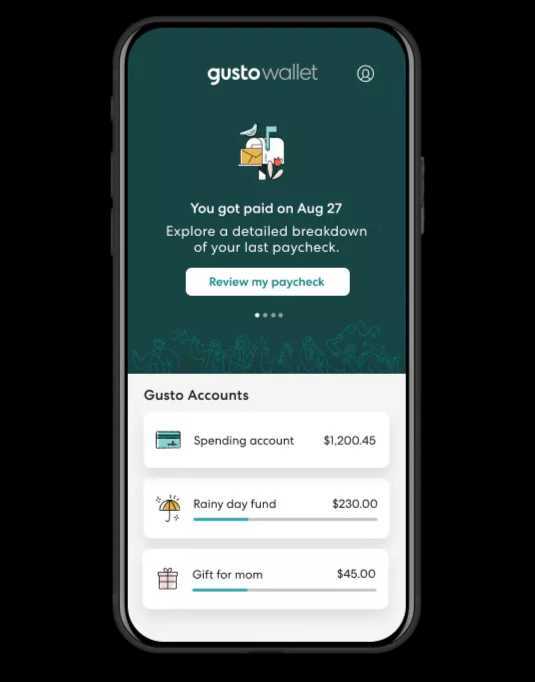 gusto wallet
You got paid on Aug 27
Explore a detailed breakdown
of your last paycheck.
Review my paycheck
Gusto Accounts
Spending account $1,200.45
Rainy day fund $230.00
Gift for mom $45.00